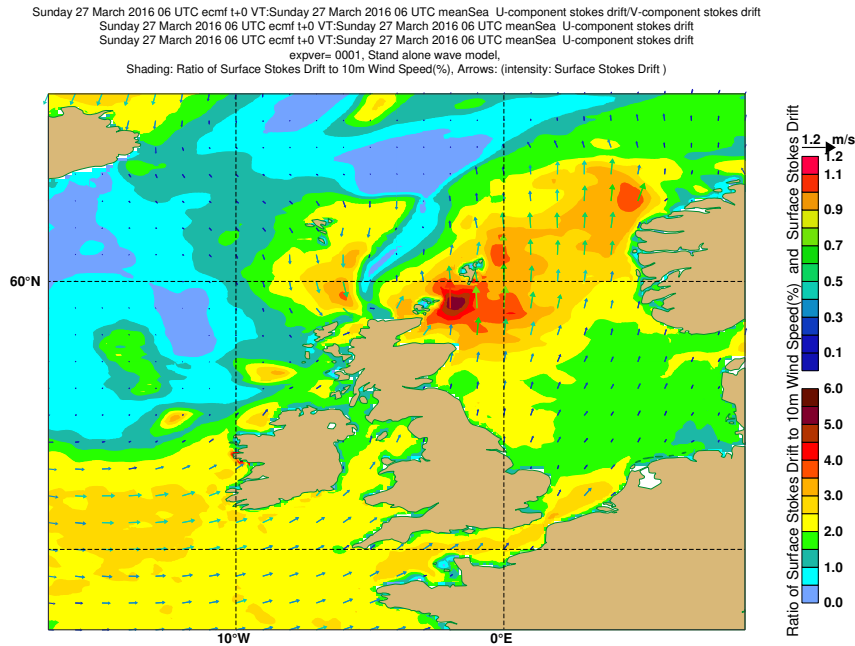 Sunday 27 March 2016 06 UTC ecmf t+0 VT:Sunday 27 March 2016 06 UTC meanSea U-component stokes drift/V-component stokes drift
Sunday 27 March 2016 06 UTC ecmf t+0 VT:Sunday 27 March 2016 06 UTC meanSea U-component stokes drift
Sunday 27 March 2016 06 UTC ecmf t+0 VT:Sunday 27 March 2016 06 UTC meanSea U-component stokes drift
expver= 0001, Stand alone wave model,
Shading: Ratio of Surface Stokes Drift to 10m Wind Speed(%), Arrows: (intensity: Surface Stokes Drift )
60°N
10°W
0°E
Ratio of Surface Stokes Drift to 10m Wind Speed(%) and Surface Stokes Drift
1.2 m/s
1.2
1.1
0.9
0.7
0.5
0.3
0.1
6.0
5.0
4.0
3.0
2.0
1.0
0.0